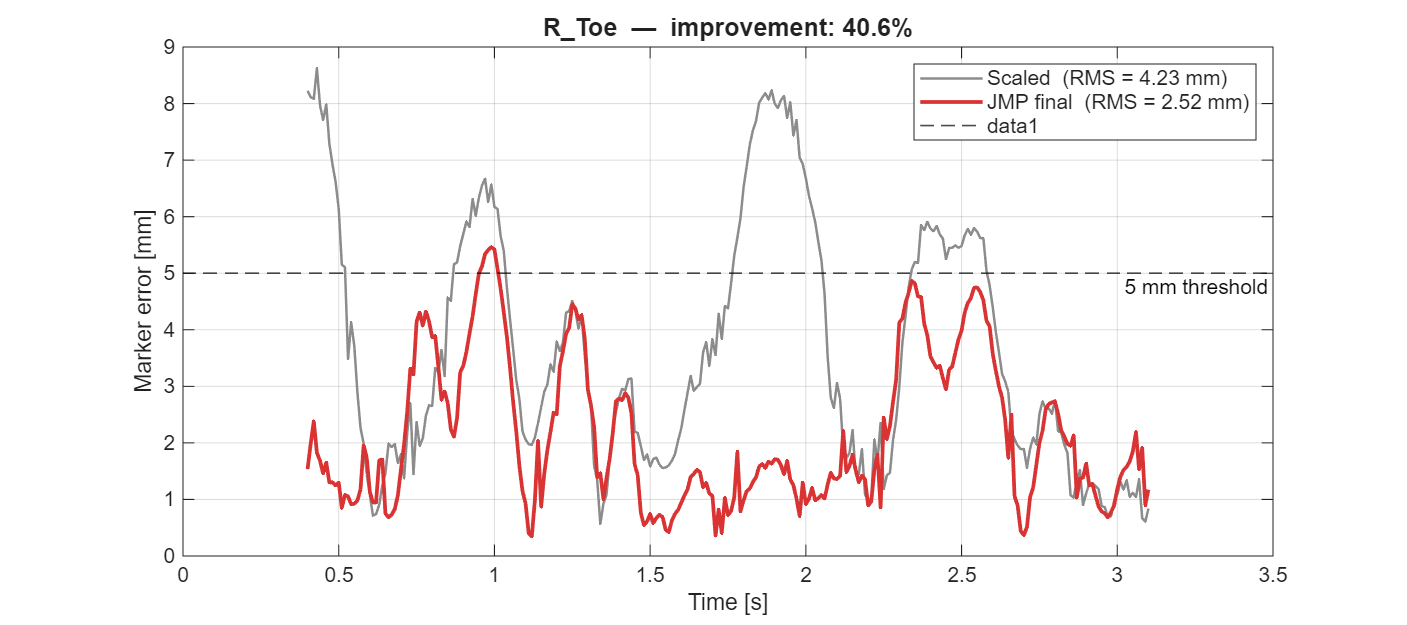 R_Toe — improvement: 40.6%
9
8
7
6
5
4
3
2
1
0
Marker error [mm]
Scaled (RMS = 4.23 mm)
JMP final (RMS = 2.52 mm)
data1
5 mm threshold
0 0.5 1 1.5 2 2.5 3 3.5
Time [s]